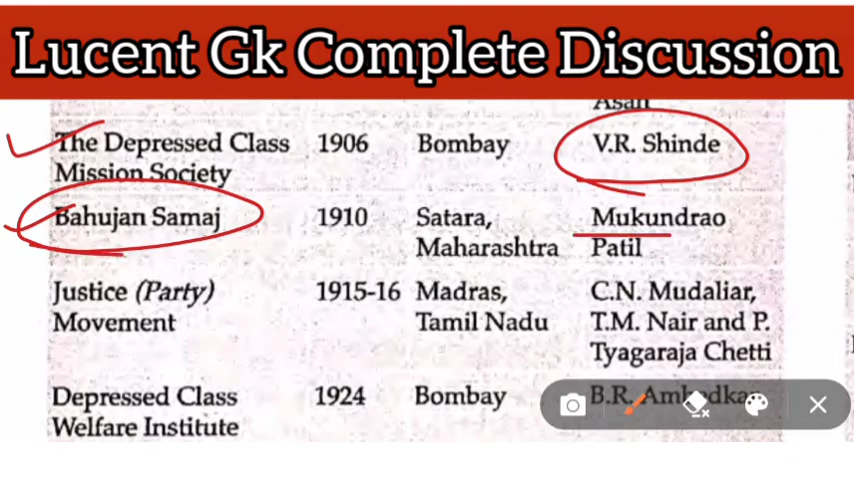 Lucent Gk Complete Discussion
Asan
The Depressed Class 1906 Bombay V.R. Shinde
Mission Society
Bahujan Samaj 1910 Satara, Mukundrao
Maharashtra Patil
Justice (Party) 1915-16 Madras, C.N. Mudaliar,
Movement Tamil Nadu T.M. Nair and P.
Tyagaraja Chetti
Depressed Class 1924 Bombay B.R. Ambedkar
Welfare Institute